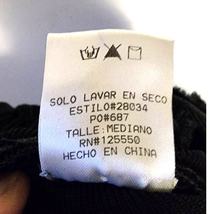 SOLO LAVAR EN SECO
ESTILO#28034
PO#687
TALLE: MEDIANO
RN#125550
HECHO EN CHINA